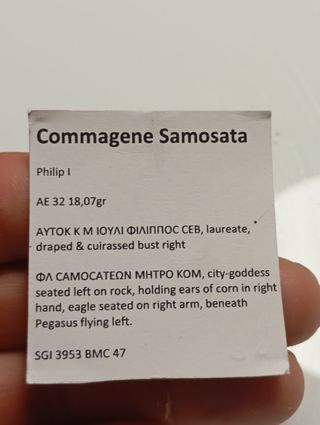 Commagene Samosata
Philip I
AE 32 18,07gr
ΑΥΤΟΚ Κ Μ ΙΟΥΛΙ ΦΙΛΙΠΠΟC CEB, laureate,
draped & cuirassed bust right
ΦΛ CΑΜΟCΑΤΕΩΝ ΜΗΤΡΟ ΚΟΜ, city-goddess
seated left on rock, holding ears of corn in right
hand, eagle seated on right arm, beneath
Pegasus flying left.
SGI 3953 BMC 47